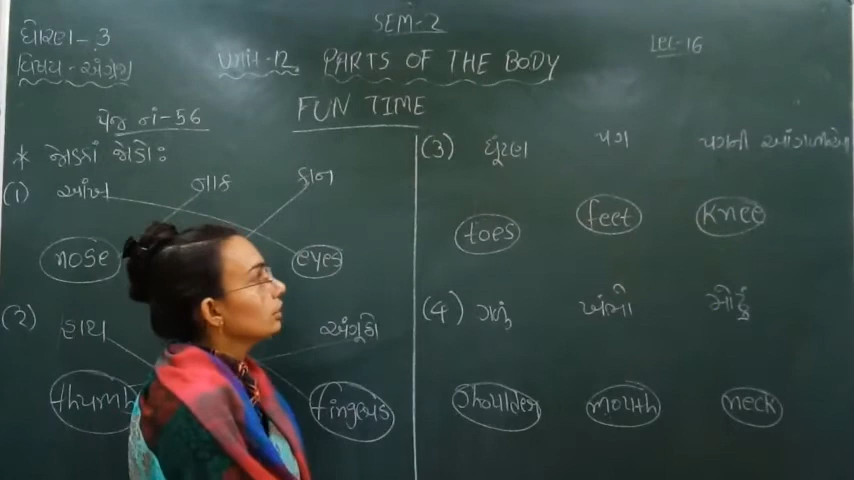 SEM-2
ધોરણ - 3
Unit-12. PARTS OF THE BODY
Lec-16
વિષય - અંગ્રેજી
FUN TIME
પેજ નં-56
* જોડકાં જોડો :
(1) આંખ નાક કાન
nose eyes
(2) હાથ અંગૂઠો
thumb fingers
(3) ઘૂંટણ પગ પગની આંગળીઓ
toes feet knee
(4) ગળું ખંભો મોઢું
shoulder mouth neck